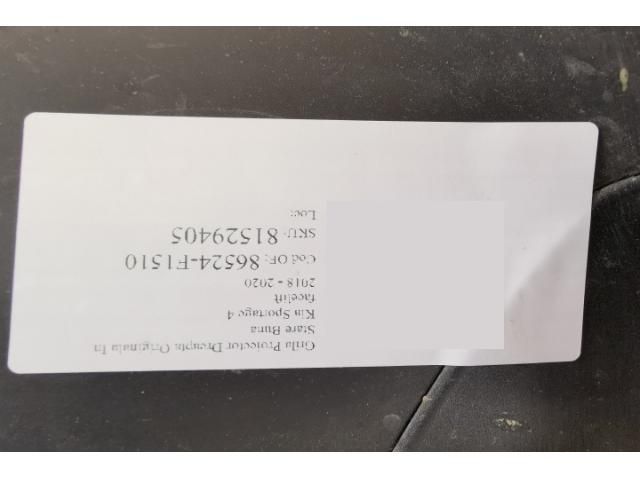 Grila Proiector Dreapta Originala In
Stare Buna
Kia Sportage 4
facelift
2018 - 2020
Cod OE: 86524-F1510
SKU: 81529405
Loc: